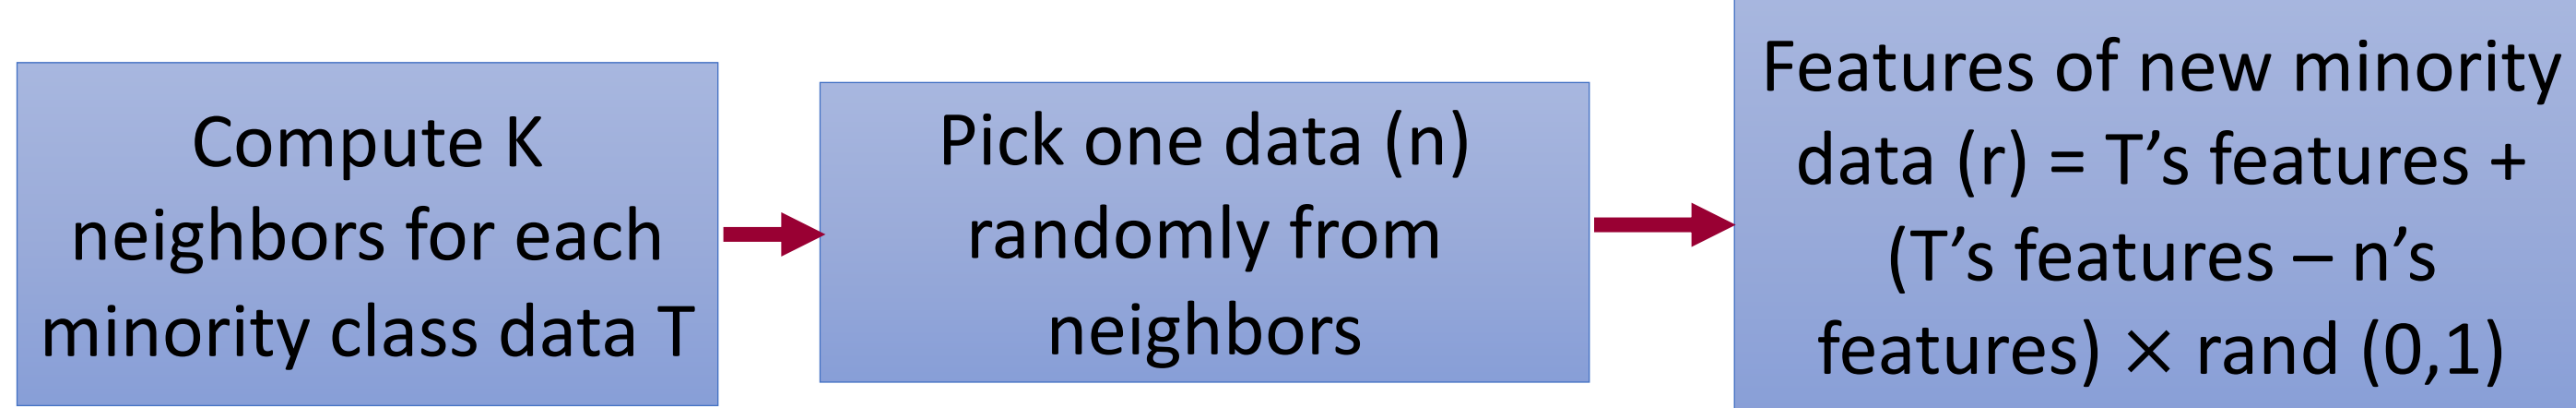 Compute K
neighbors for each
minority class data T
Pick one data (n)
randomly from
neighbors
Features of new minority
data (r) = T’s features +
(T’s features – n’s
features) × rand (0,1)